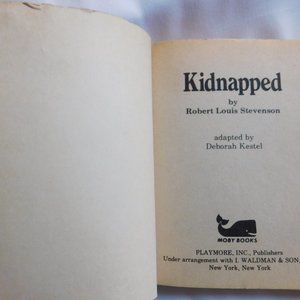 Kidnapped
by
Robert Louis Stevenson
adapted by
Deborah Kestel
MOBY BOOKS
PLAYMORE, INC., Publishers
Under arrangement with I. WALDMAN & SON,
New York, New York